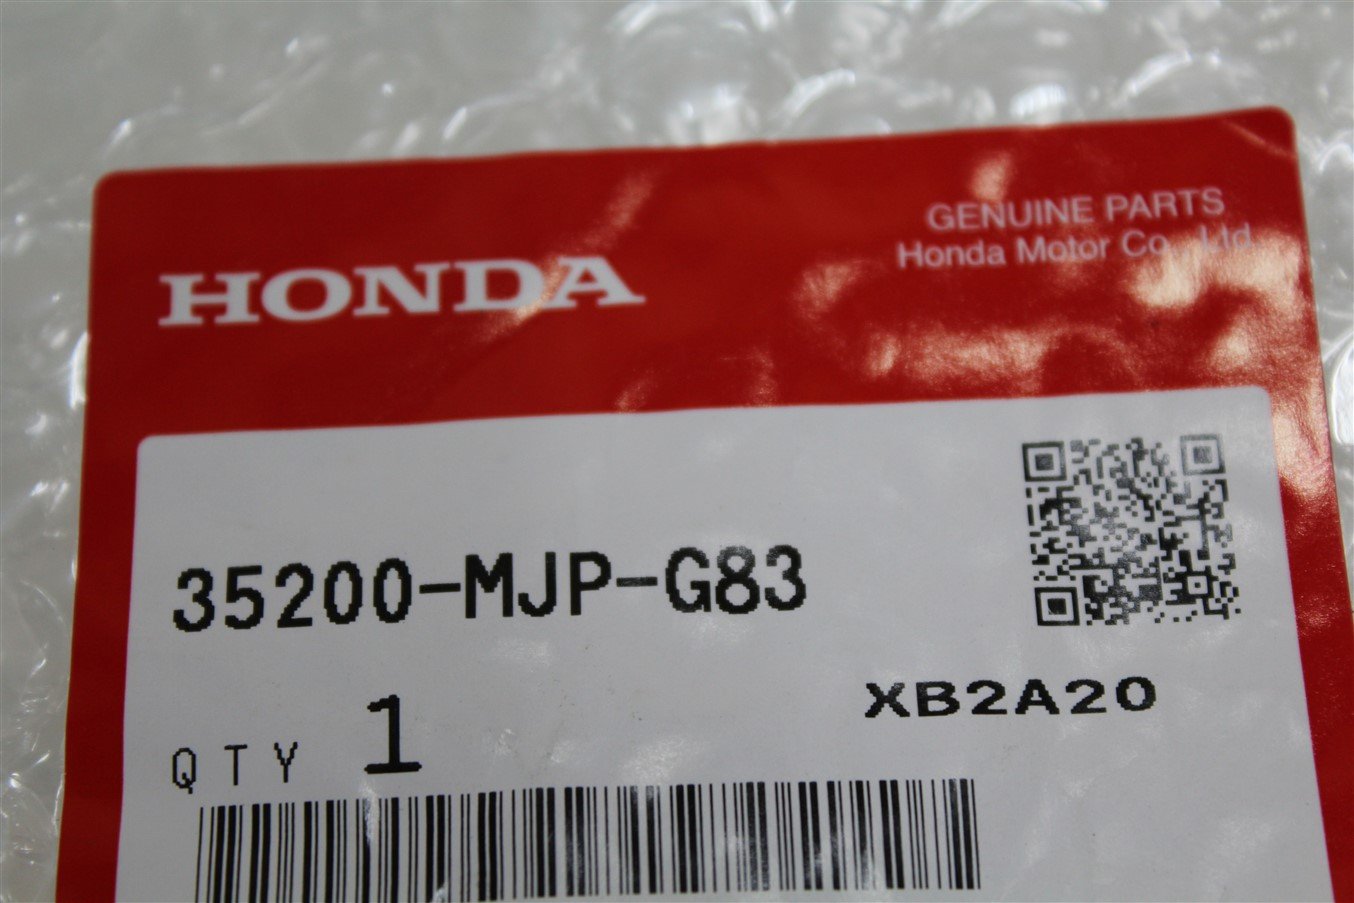 HONDA
GENUINE PARTS
Honda Motor Co., Ltd.
35200-MJP-G83
XB2A20
QTY 1